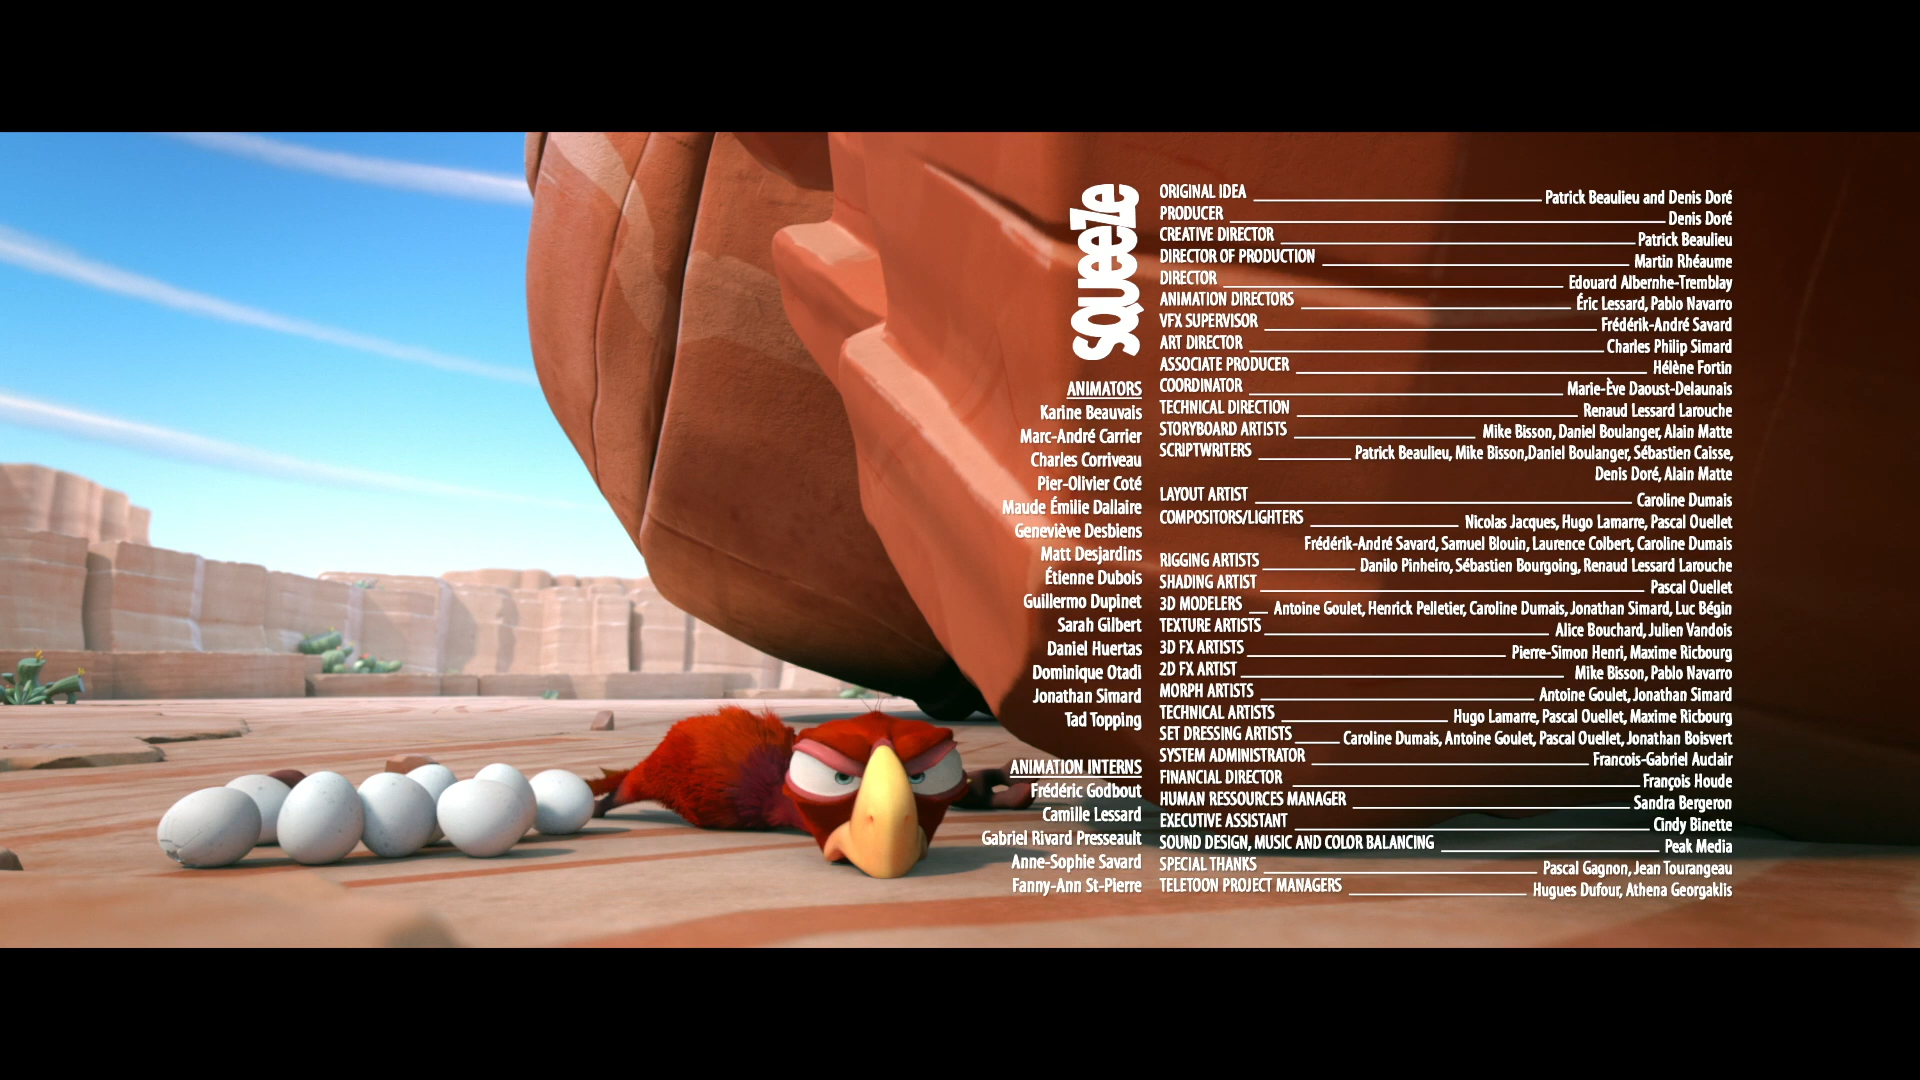 squeeze
ANIMATORS
Karine Beauvais
Marc-André Carrier
Charles Corriveau
Pier-Olivier Coté
Maude Émilie Dallaire
Geneviève Desbiens
Matt Desjardins
Étienne Dubois
Guillermo Dupinet
Sarah Gilbert
Daniel Huertas
Dominique Otadi
Jonathan Simard
Tad Topping
ANIMATION INTERNS
Frédéric Godbout
Camille Lessard
Gabriel Rivard Presseault
Anne-Sophie Savard
Fanny-Ann St-Pierre
ORIGINAL IDEA Patrick Beaulieu and Denis Doré
PRODUCER Denis Doré
CREATIVE DIRECTOR Patrick Beaulieu
DIRECTOR OF PRODUCTION Martin Rhéaume
DIRECTOR Edouard Albernhe-Tremblay
ANIMATION DIRECTORS Éric Lessard, Pablo Navarro
VFX SUPERVISOR Frédérik-André Savard
ART DIRECTOR Charles Philip Simard
ASSOCIATE PRODUCER Hélène Fortin
COORDINATOR Marie-Ève Daoust-Delaunais
TECHNICAL DIRECTION Renaud Lessard Larouche
STORYBOARD ARTISTS Mike Bisson, Daniel Boulanger, Alain Matte
SCRIPTWRITERS Patrick Beaulieu, Mike Bisson,Daniel Boulanger, Sébastien Caisse,
Denis Doré, Alain Matte
LAYOUT ARTIST Caroline Dumais
COMPOSITORS/LIGHTERS Nicolas Jacques, Hugo Lamarre, Pascal Ouellet
Frédérik-André Savard, Samuel Blouin, Laurence Colbert, Caroline Dumais
RIGGING ARTISTS Danilo Pinheiro, Sébastien Bourgoing, Renaud Lessard Larouche
SHADING ARTIST Pascal Ouellet
3D MODELERS Antoine Goulet, Henrick Pelletier, Caroline Dumais, Jonathan Simard, Luc Bégin
TEXTURE ARTISTS Alice Bouchard, Julien Vandois
3D FX ARTISTS Pierre-Simon Henri, Maxime Ricbourg
2D FX ARTIST Mike Bisson, Pablo Navarro
MORPH ARTISTS Antoine Goulet, Jonathan Simard
TECHNICAL ARTISTS Hugo Lamarre, Pascal Ouellet, Maxime Ricbourg
SET DRESSING ARTISTS Caroline Dumais, Antoine Goulet, Pascal Ouellet, Jonathan Boisvert
SYSTEM ADMINISTRATOR Francois-Gabriel Auclair
FINANCIAL DIRECTOR François Houde
HUMAN RESSOURCES MANAGER Sandra Bergeron
EXECUTIVE ASSISTANT Cindy Binette
SOUND DESIGN, MUSIC AND COLOR BALANCING Peak Media
SPECIAL THANKS Pascal Gagnon, Jean Tourangeau
TELETOON PROJECT MANAGERS Hugues Dufour, Athena Georgaklis